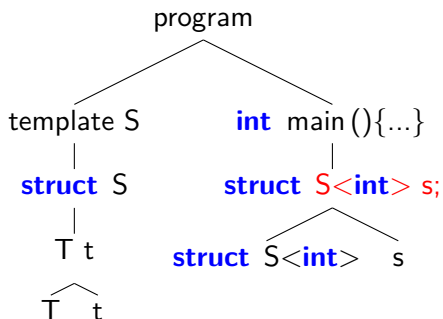 program
template S int main (){...}
struct S struct S<int> s;
T t struct S<int> s
T t